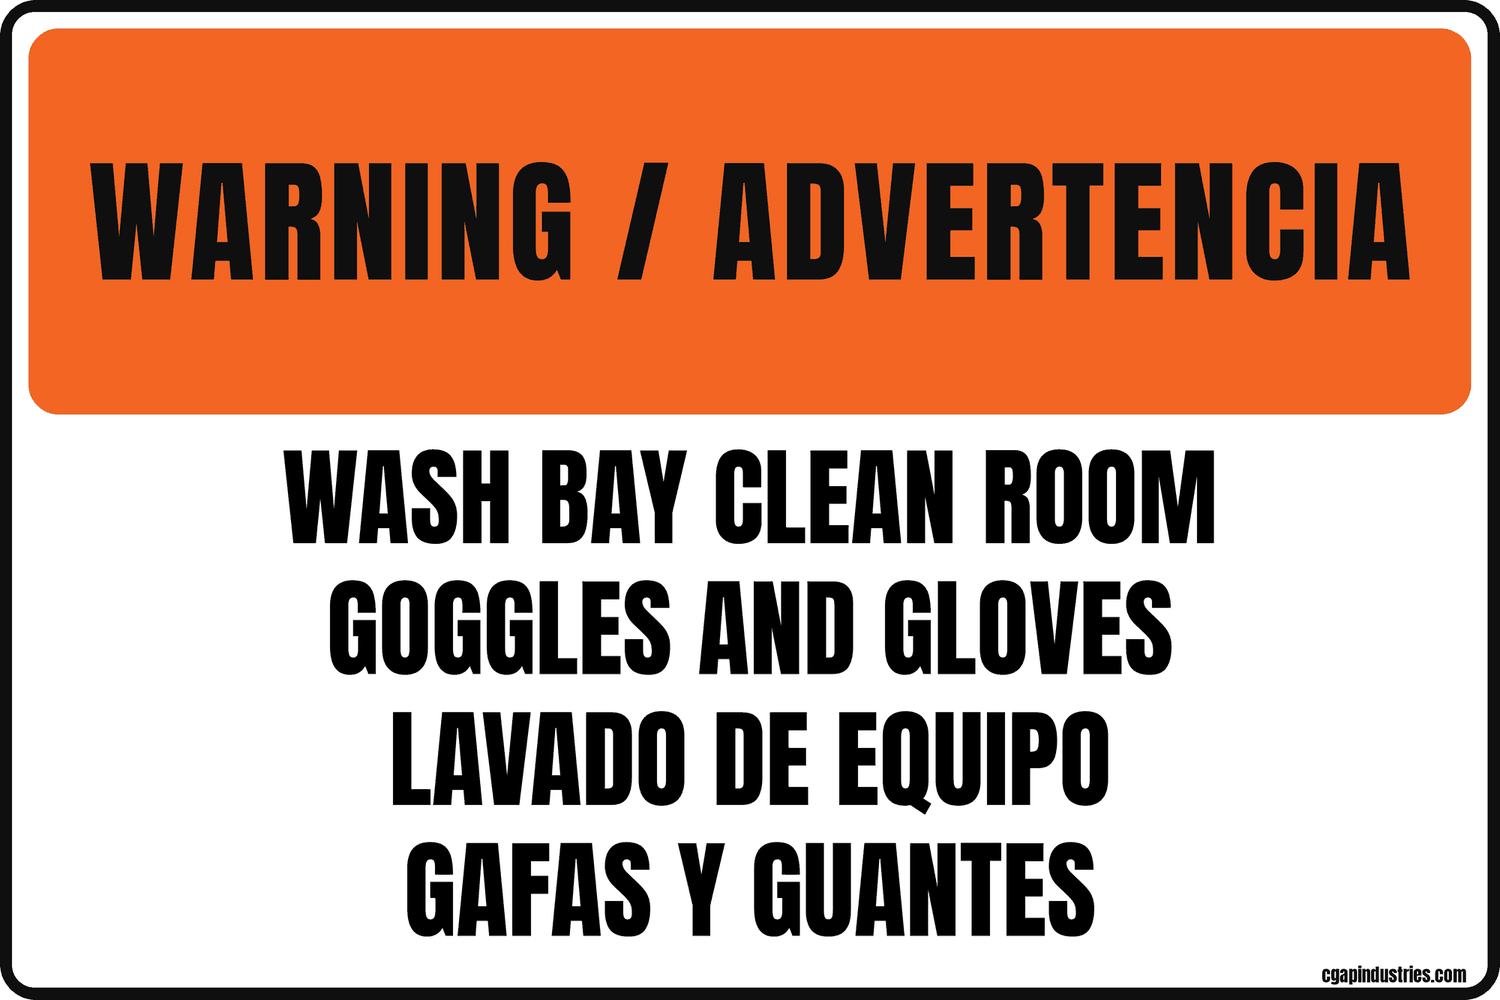 WARNING / ADVERTENCIA
WASH BAY CLEAN ROOM
GOGGLES AND GLOVES
LAVADO DE EQUIPO
GAFAS Y GUANTES
cgapindustries.com